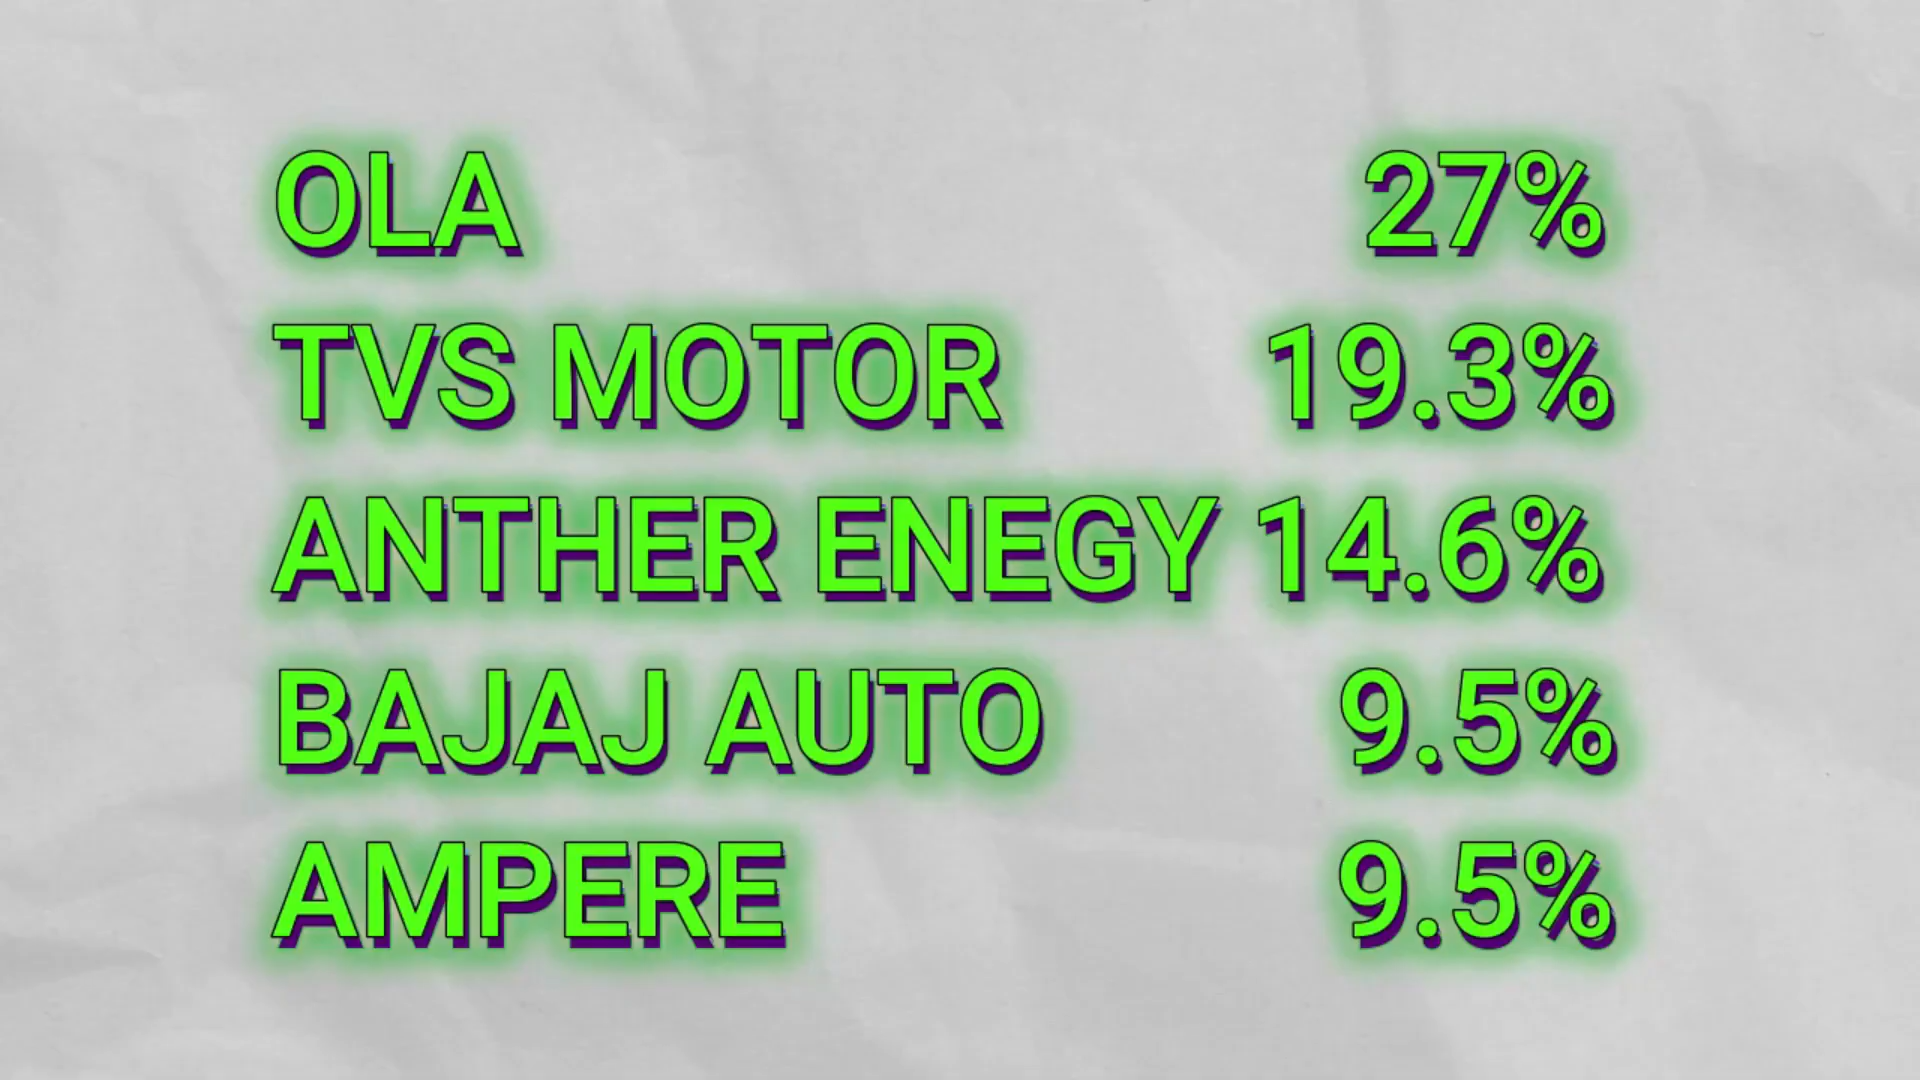 OLA 27%
TVS MOTOR 19.3%
ANTHER ENEGY 14.6%
BAJAJ AUTO 9.5%
AMPERE 9.5%